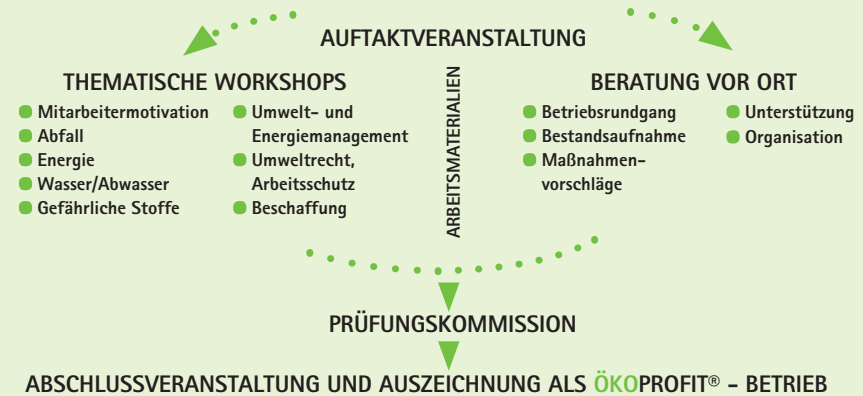 AUFTAKTVERANSTALTUNG
THEMATISCHE WORKSHOPS
Mitarbeitermotivation
Abfall
Energie
Wasser/Abwasser
Gefährliche Stoffe
Umwelt- und
Energiemanagement
Umweltrecht,
Arbeitsschutz
Beschaffung
ARBEITSMATERIALIEN
BERATUNG VOR ORT
Betriebsrundgang
Bestandsaufnahme
Maßnahmen-
vorschläge
Unterstützung
Organisation
PRÜFUNGSKOMMISSION
ABSCHLUSSVERANSTALTUNG UND AUSZEICHNUNG ALS ÖKOPROFIT® - BETRIEB